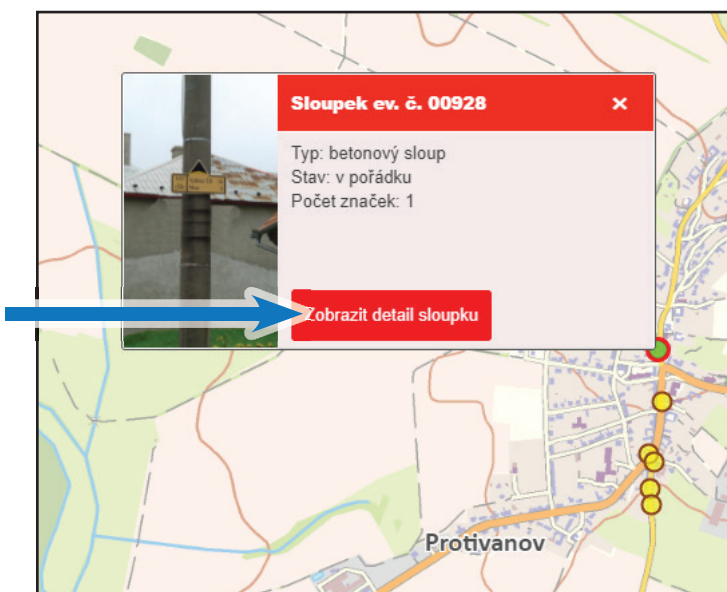 Sloupek ev. č. 00928 ×
Typ: betonový sloup
Stav: v pořádku
Počet značek: 1
Zobrazit detail sloupku
Protivanov